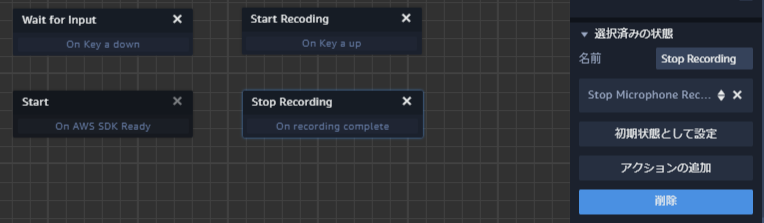 Wait for Input
On Key a down
Start Recoding
On Key a up
Start
On AWS SDK Ready
Stop Recording
On recording complete
選択済みの状態
名前 Stop Recording
Stop Microphone Rec...
初期状態として設定
アクションの追加
削除